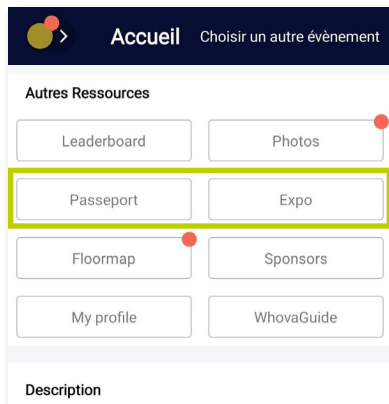 Accueil Choisir un autre évènement
Autres Ressources
Leaderboard Photos
Passeport Expo
Floormap Sponsors
My profile WhovaGuide
Description